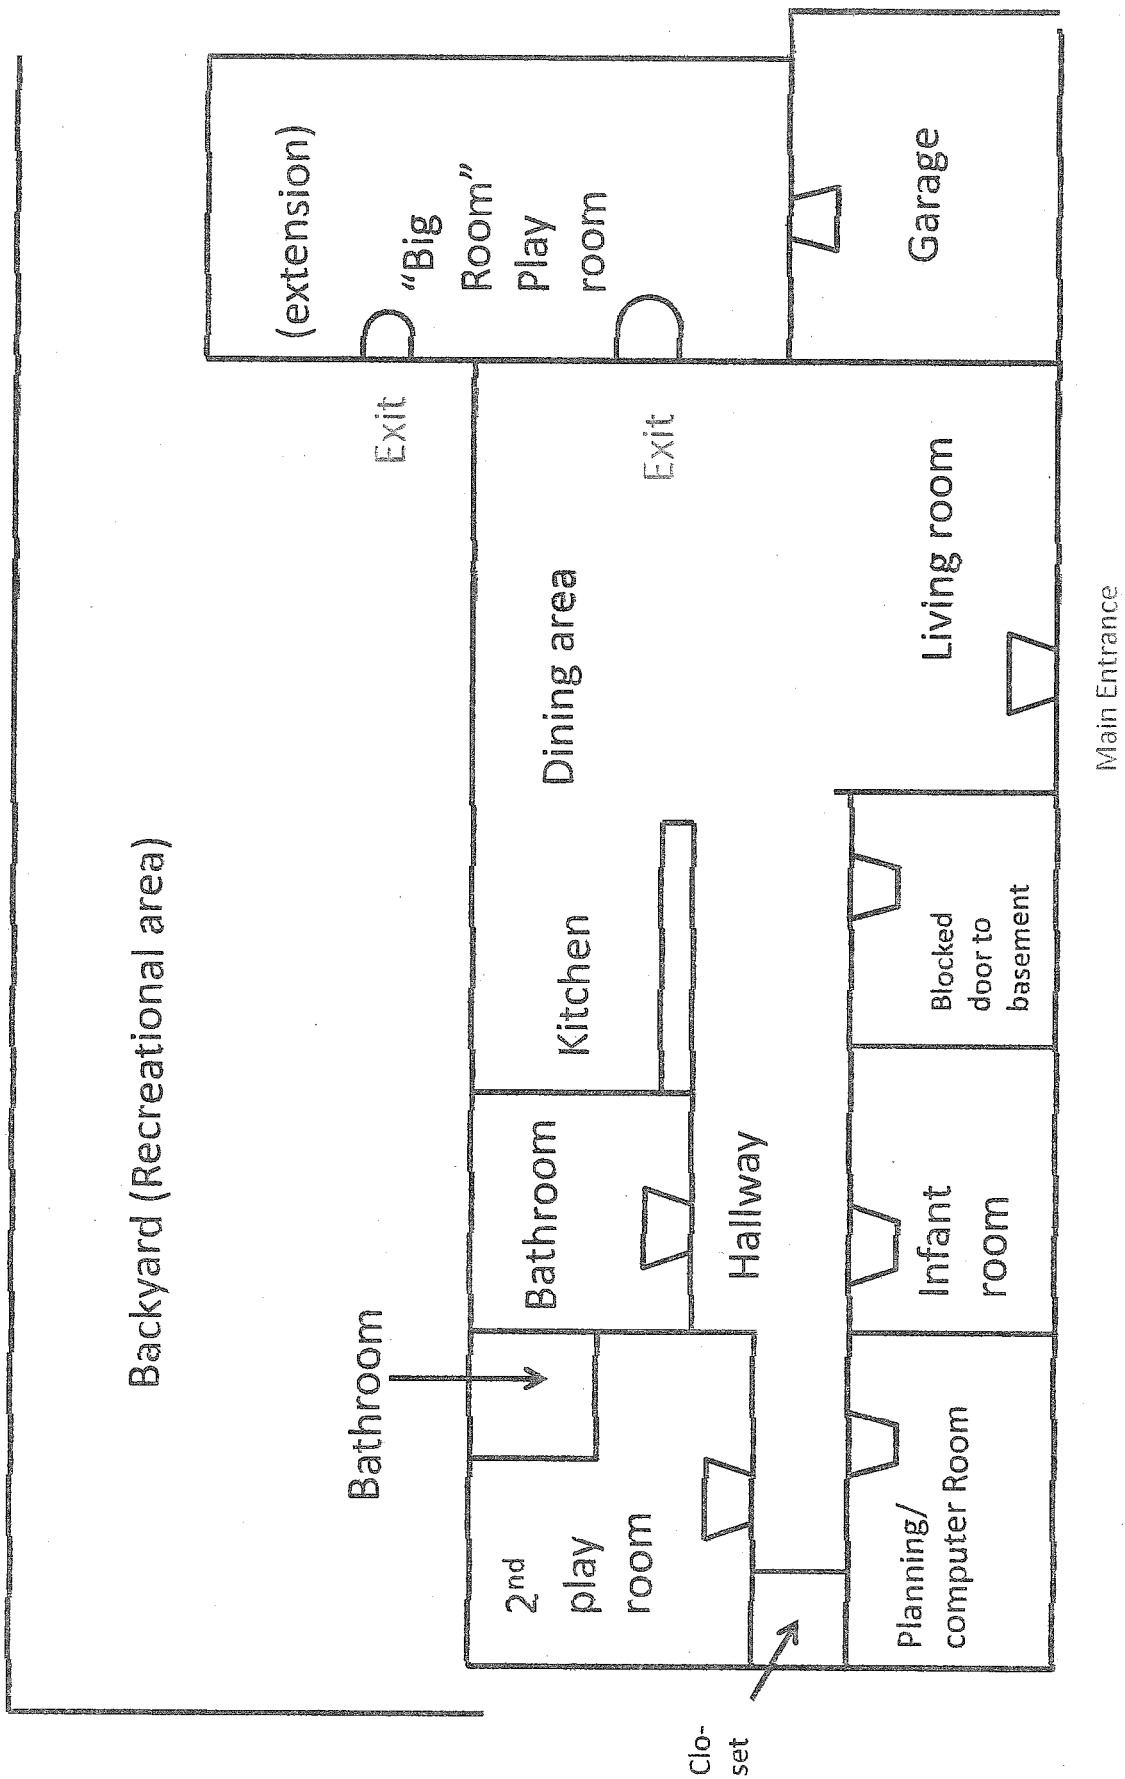 Backyard (Recreational area)
Bathroom
(extension)
Exit
"Big
Room"
Play
room
2nd
play
room
Bathroom
Kitchen
Dining area
Exit
Clo-
set
Hallway
Planning/
computer Room
Infant
room
Blocked
door to
basement
Living room
Garage
Main Entrance